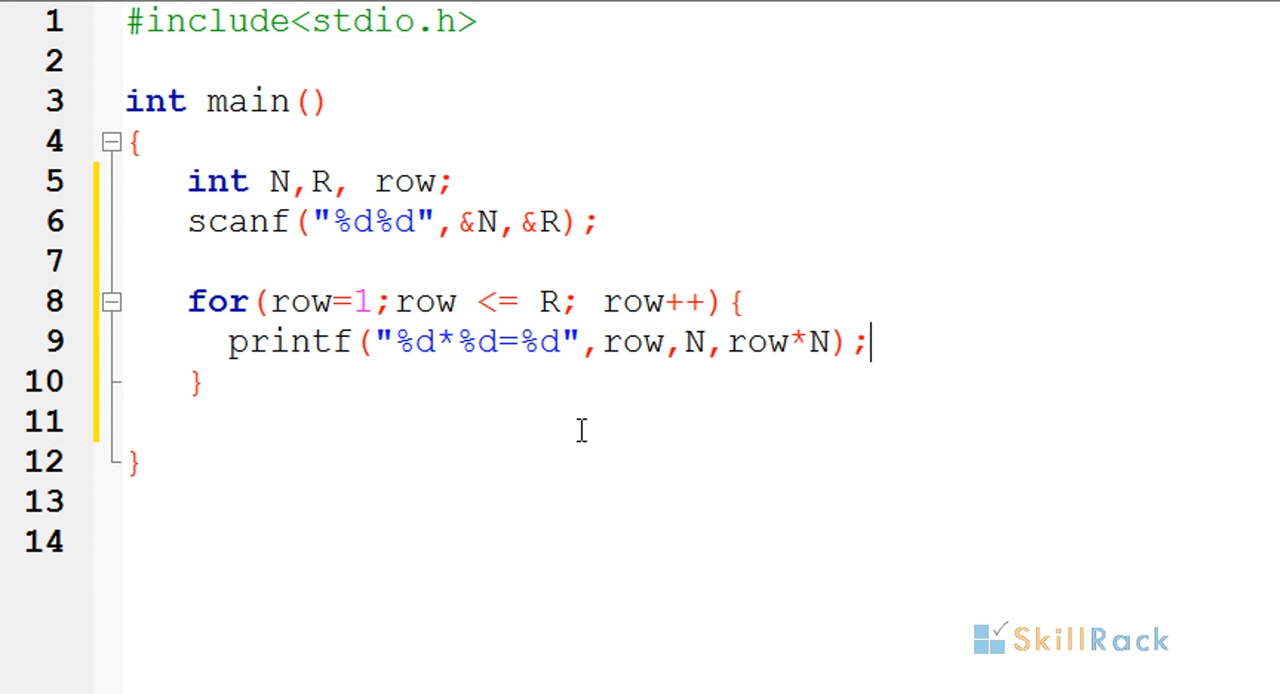 1 #include<stdio.h>
2
3 int main()
4 {
5 int N,R, row;
6 scanf("%d%d",&N,&R);
7
8 for(row=1;row <= R; row++){
9 printf("%d*%d=%d",row,N,row*N);
10 }
11
12 }
13
14
SkillRack